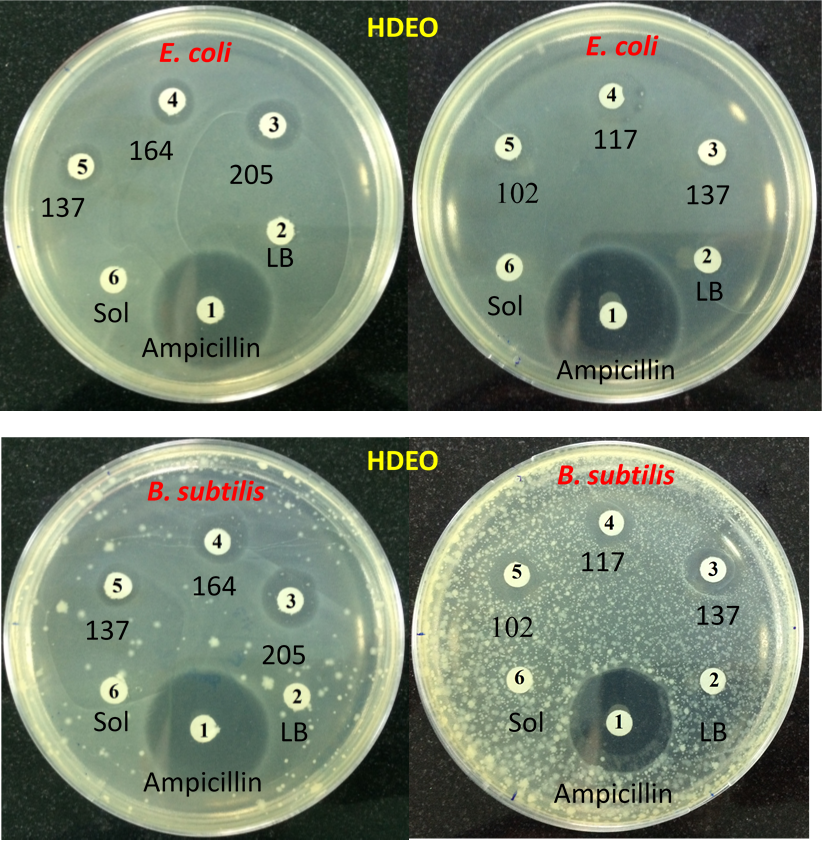 HDEO
E. coli
4
164
3
205
5
137
2
LB
6
Sol
1
Ampicillin
E. coli
4
117
5
102
3
137
6
Sol
2
LB
1
Ampicillin
HDEO
B. subtilis
4
164
5
137
3
205
6
Sol
2
LB
1
Ampicillin
B. subtilis
4
117
5
102
3
137
6
Sol
2
LB
1
Ampicillin